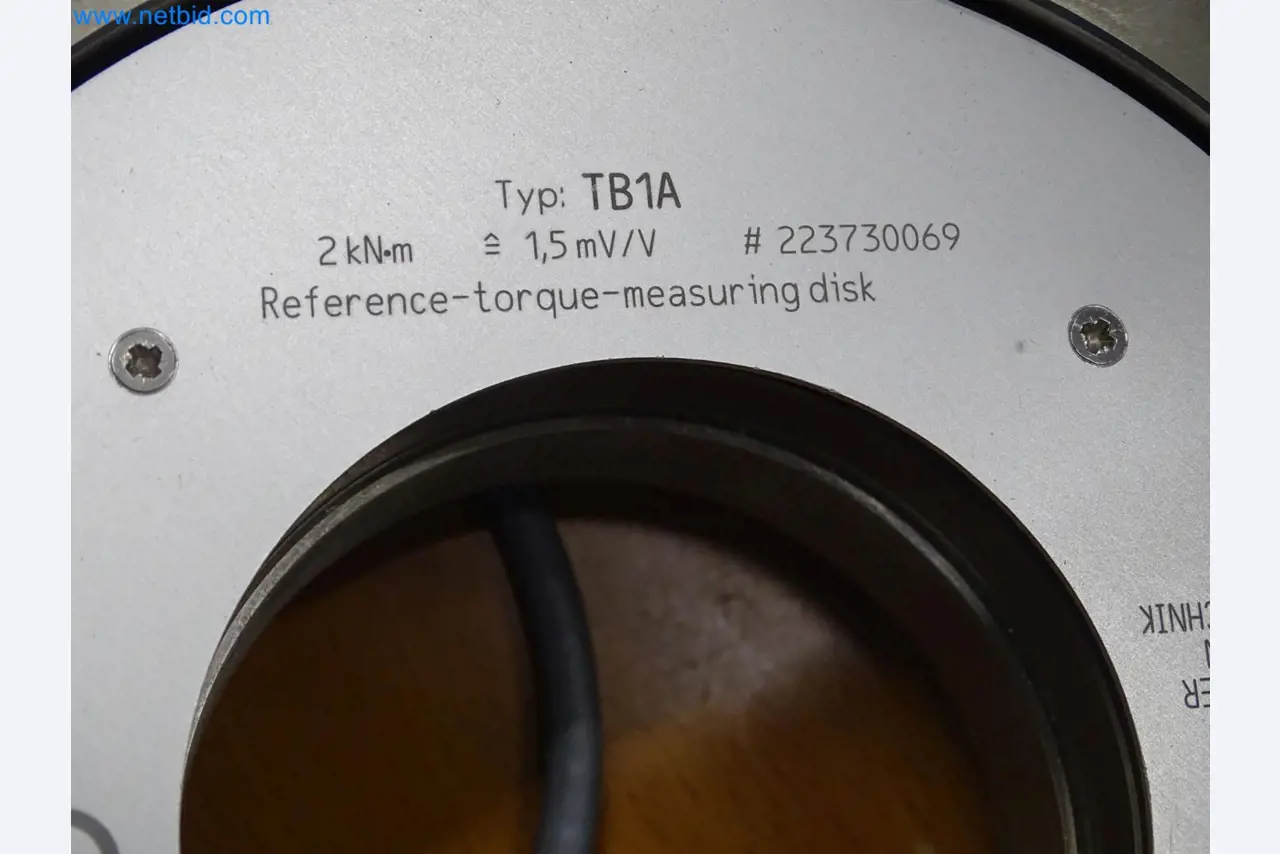 www.netbid.com
Typ: TB1A
2 kN•m ≙ 1,5 mV/V # 223730069
Reference-torque-measuring disk